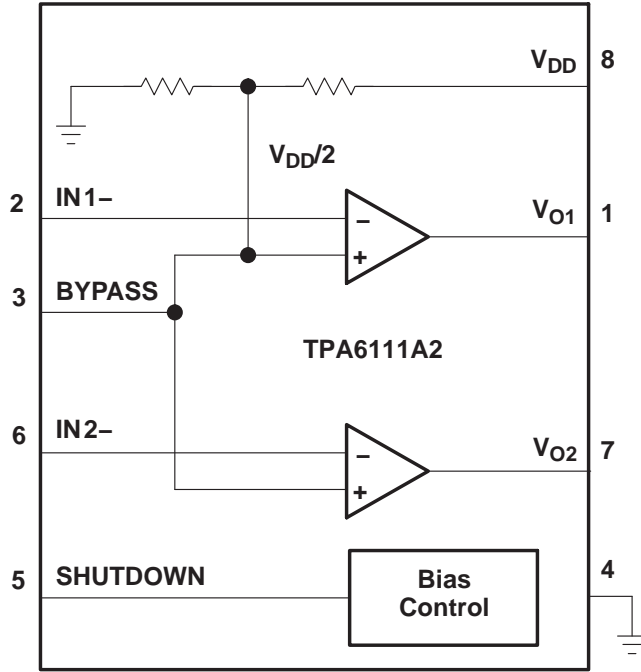 V_DD 8
V_DD/2
2 IN1–
–
V_O1 1
+
3 BYPASS
TPA6111A2
6 IN2–
–
V_O2 7
+
5 SHUTDOWN
Bias
Control
4